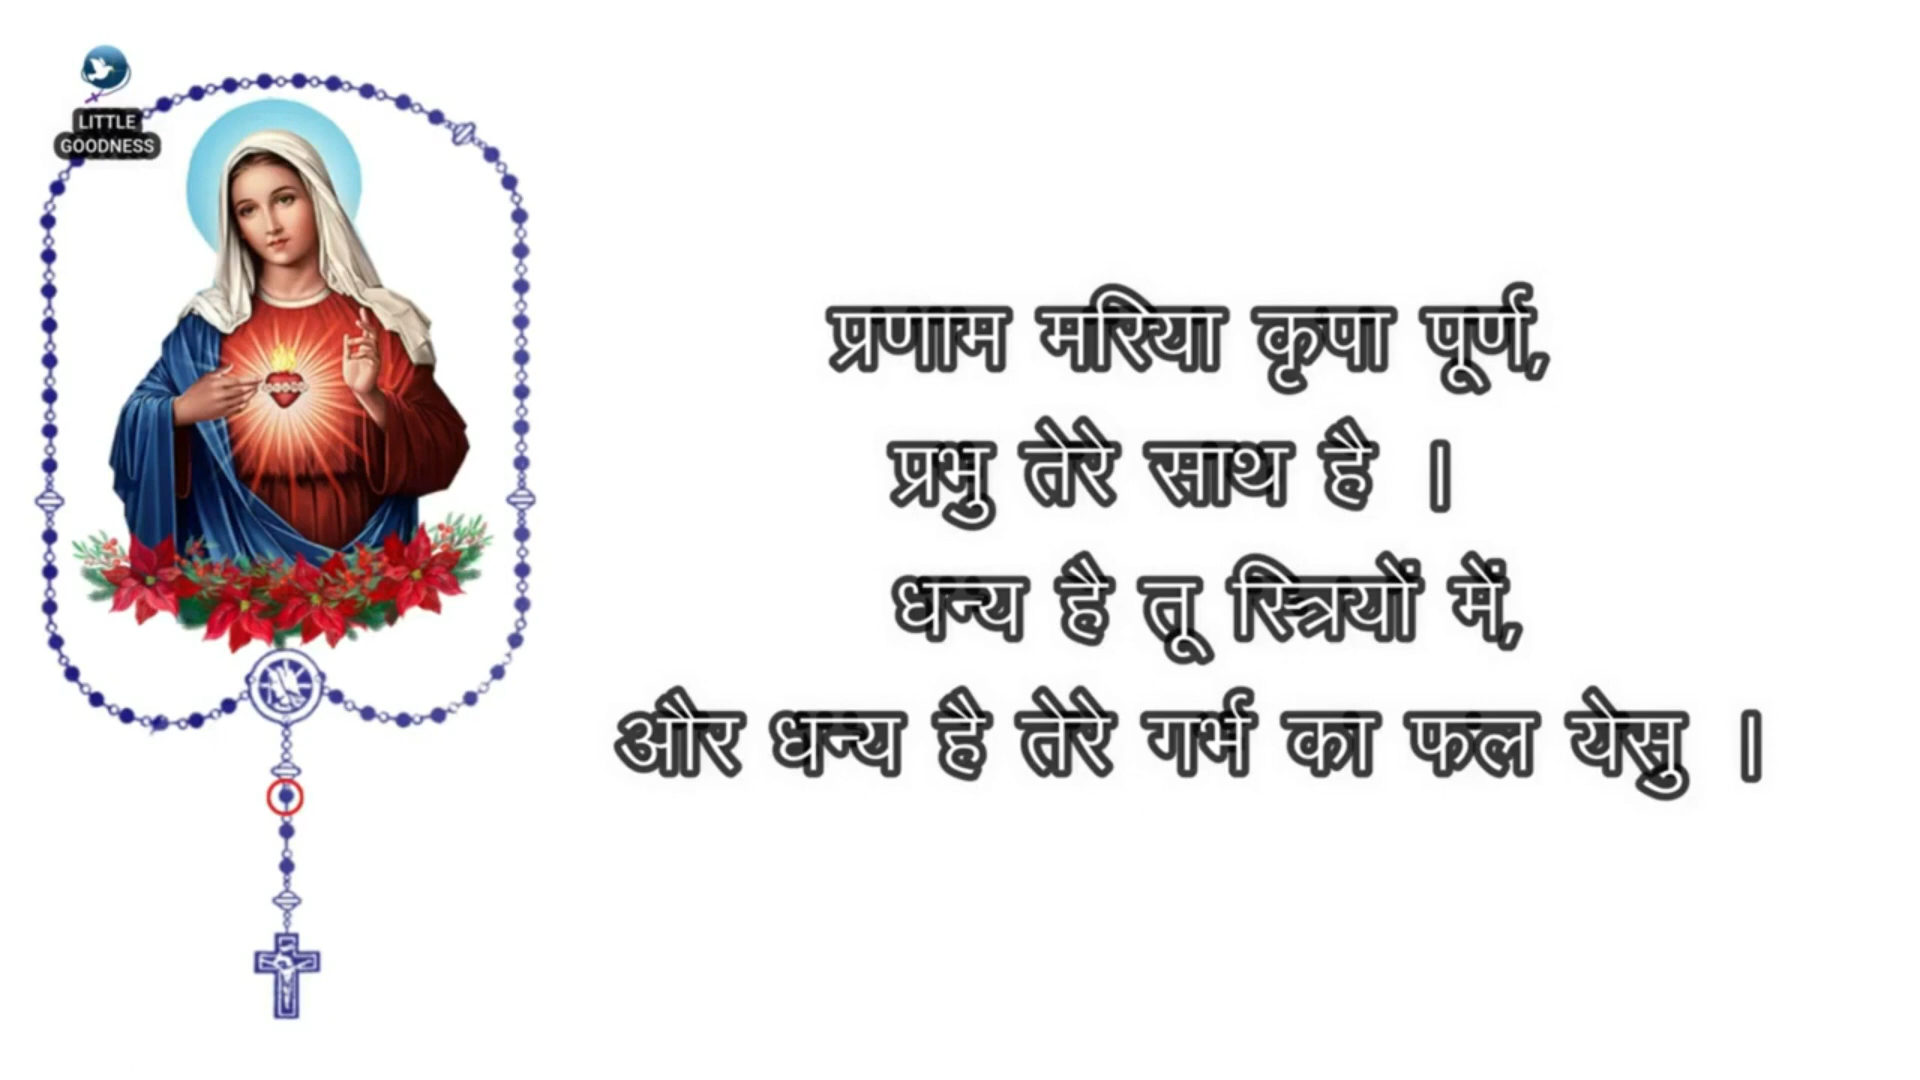 LITTLE
GOODNESS
प्रणाम मरिया कृपा पूर्ण,
प्रभु तेरे साथ है ।
धन्य है तू स्त्रियों में,
और धन्य है तेरे गर्भ का फल येसु ।